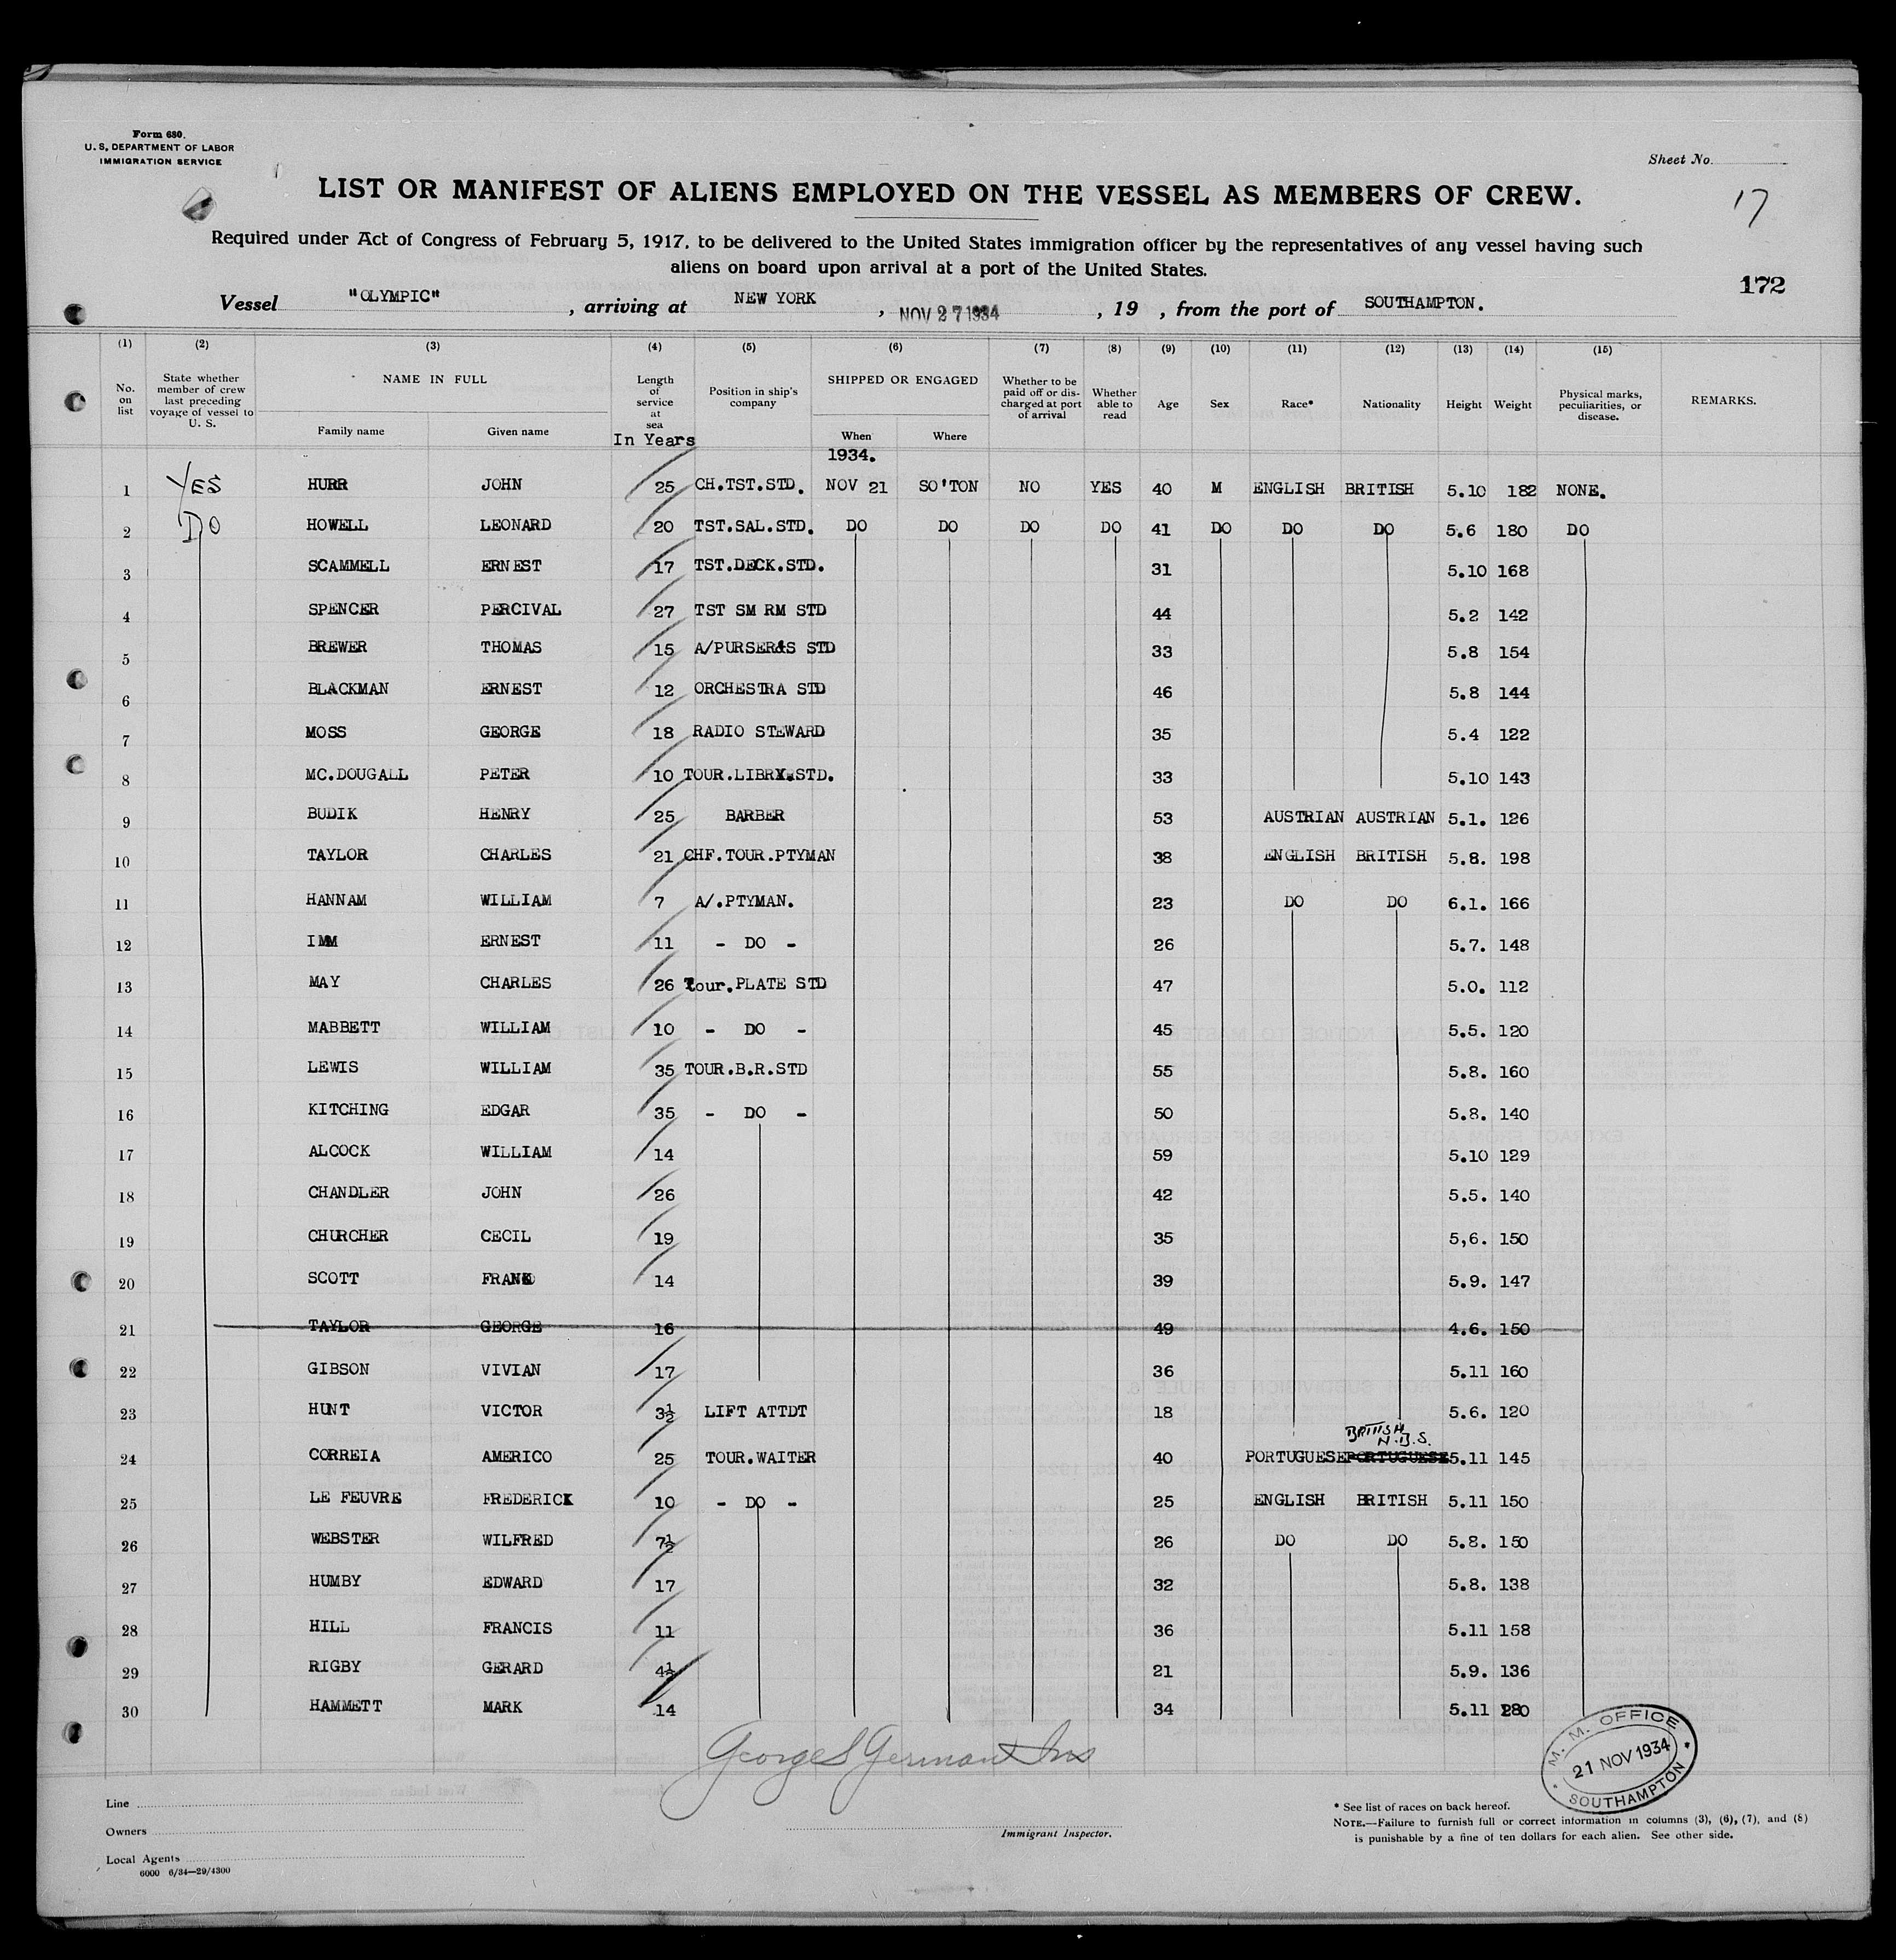 Form 680.
U. S. DEPARTMENT OF LABOR
IMMIGRATION SERVICE
Sheet No.
17
LIST OR MANIFEST OF ALIENS EMPLOYED ON THE VESSEL AS MEMBERS OF CREW.
Required under Act of Congress of February 5, 1917, to be delivered to the United States immigration officer by the representatives of any vessel having such
aliens on board upon arrival at a port of the United States.
172
Vessel "OLYMPIC", arriving at NEW YORK, NOV 27 1934, 19 , from the port of SOUTHAMPTON.
(1) (2) (3) (4) (5) (6) (7) (8) (9) (10) (11) (12) (13) (14) (15)
No. on list
State whether member of crew last preceding voyage of vessel to U. S.
NAME IN FULL
Family name Given name
Length of service at sea
In Years
Position in ship's company
SHIPPED OR ENGAGED
When Where
1934.
Whether to be paid off or discharged at port of arrival
Whether able to read
Age Sex Race* Nationality Height Weight
Physical marks, peculiarities, or disease.
REMARKS.
1 YES HURR JOHN 25 CH.TST.STD. NOV 21 SO'TON NO YES 40 M ENGLISH BRITISH 5.10 182 NONE.
2 DO HOWELL LEONARD 20 TST.SAL.STD. DO DO DO DO 41 DO DO DO 5.6 180 DO
3 SCAMMELL ERNEST 17 TST.DECK.STD. 31 5.10 168
4 SPENCER PERCIVAL 27 TST SM RM STD 44 5.2 142
5 BREWER THOMAS 15 A/PURSER&S STD 33 5.8 154
6 BLACKMAN ERNEST 12 ORCHESTRA STD 46 5.8 144
7 MOSS GEORGE 18 RADIO STEWARD 35 5.4 122
8 MC.DOUGALL PETER 10 TOUR.LIBRY.STD. 33 5.10 143
9 BUDIK HENRY 25 BARBER 53 AUSTRIAN AUSTRIAN 5.1. 126
10 TAYLOR CHARLES 21 CHF.TOUR.PTYMAN 38 ENGLISH BRITISH 5.8. 198
11 HANNAM WILLIAM 7 A/.PTYMAN. 23 DO DO 6.1. 166
12 IMM ERNEST 11 - DO - 26 5.7. 148
13 MAY CHARLES 26 Tour.PLATE STD 47 5.0. 112
14 MABBETT WILLIAM 10 - DO - 45 5.5. 120
15 LEWIS WILLIAM 35 TOUR.B.R.STD 55 5.8. 160
16 KITCHING EDGAR 35 - DO - 50 5.8. 140
17 ALCOCK WILLIAM 14 59 5.10 129
18 CHANDLER JOHN 26 42 5.5. 140
19 CHURCHER CECIL 19 35 5,6. 150
20 SCOTT FRANK 14 39 5.9. 147
21 TAYLOR GEORGE 16 49 4.6. 150
22 GIBSON VIVIAN 17 36 5.11 160
23 HUNT VICTOR 3½ LIFT ATTDT 18 5.6. 120
BRITISH
N.B.S.
24 CORREIA AMERICO 25 TOUR.WAITER 40 PORTUGUESE PORTUGUESE 5.11 145
25 LE FEUVRE FREDERICK 10 - DO - 25 ENGLISH BRITISH 5.11 150
26 WEBSTER WILFRED 7½ 26 DO DO 5.8. 150
27 HUMBY EDWARD 17 32 5.8. 138
28 HILL FRANCIS 11 36 5.11 158
29 RIGBY GERARD 4½ 21 5.9. 136
30 HAMMETT MARK 14 34 5.11
George S German Ins
M. M. OFFICE
21 NOV 1934
SOUTHAMPTON
Line
Owners
Local Agents
6000 6/34—29/4300
Immigrant Inspector.
* See list of races on back hereof.
NOTE.—Failure to furnish full or correct information in columns (3), (6), (7), and (8)
is punishable by a fine of ten dollars for each alien. See other side.